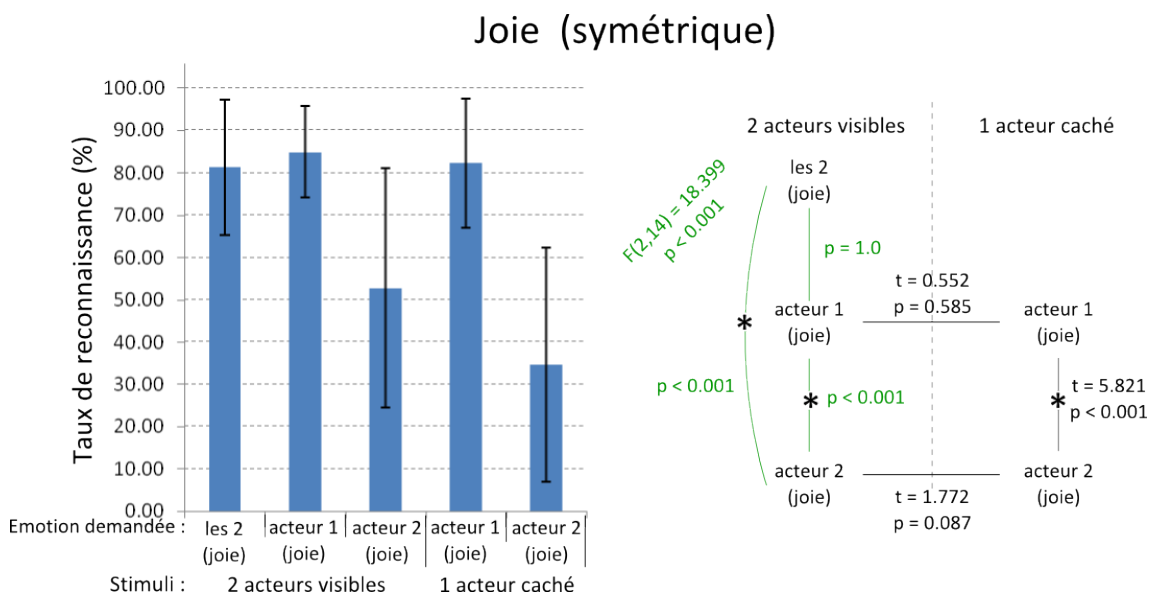 Joie (symétrique)
Taux de reconnaissance (%)
100.00
90.00
80.00
70.00
60.00
50.00
40.00
30.00
20.00
10.00
0.00
Emotion demandée : les 2 acteur 1 acteur 2 acteur 1 acteur 2
(joie) (joie) (joie) (joie) (joie)
Stimuli : 2 acteurs visibles 1 acteur caché
2 acteurs visibles 1 acteur caché
les 2
(joie)
F(2,14) = 18.399
p < 0.001
p = 1.0
t = 0.552
p = 0.585
acteur 1
(joie)
acteur 1
(joie)
*
p < 0.001
* p < 0.001
* t = 5.821
p < 0.001
acteur 2
(joie)
acteur 2
(joie)
t = 1.772
p = 0.087